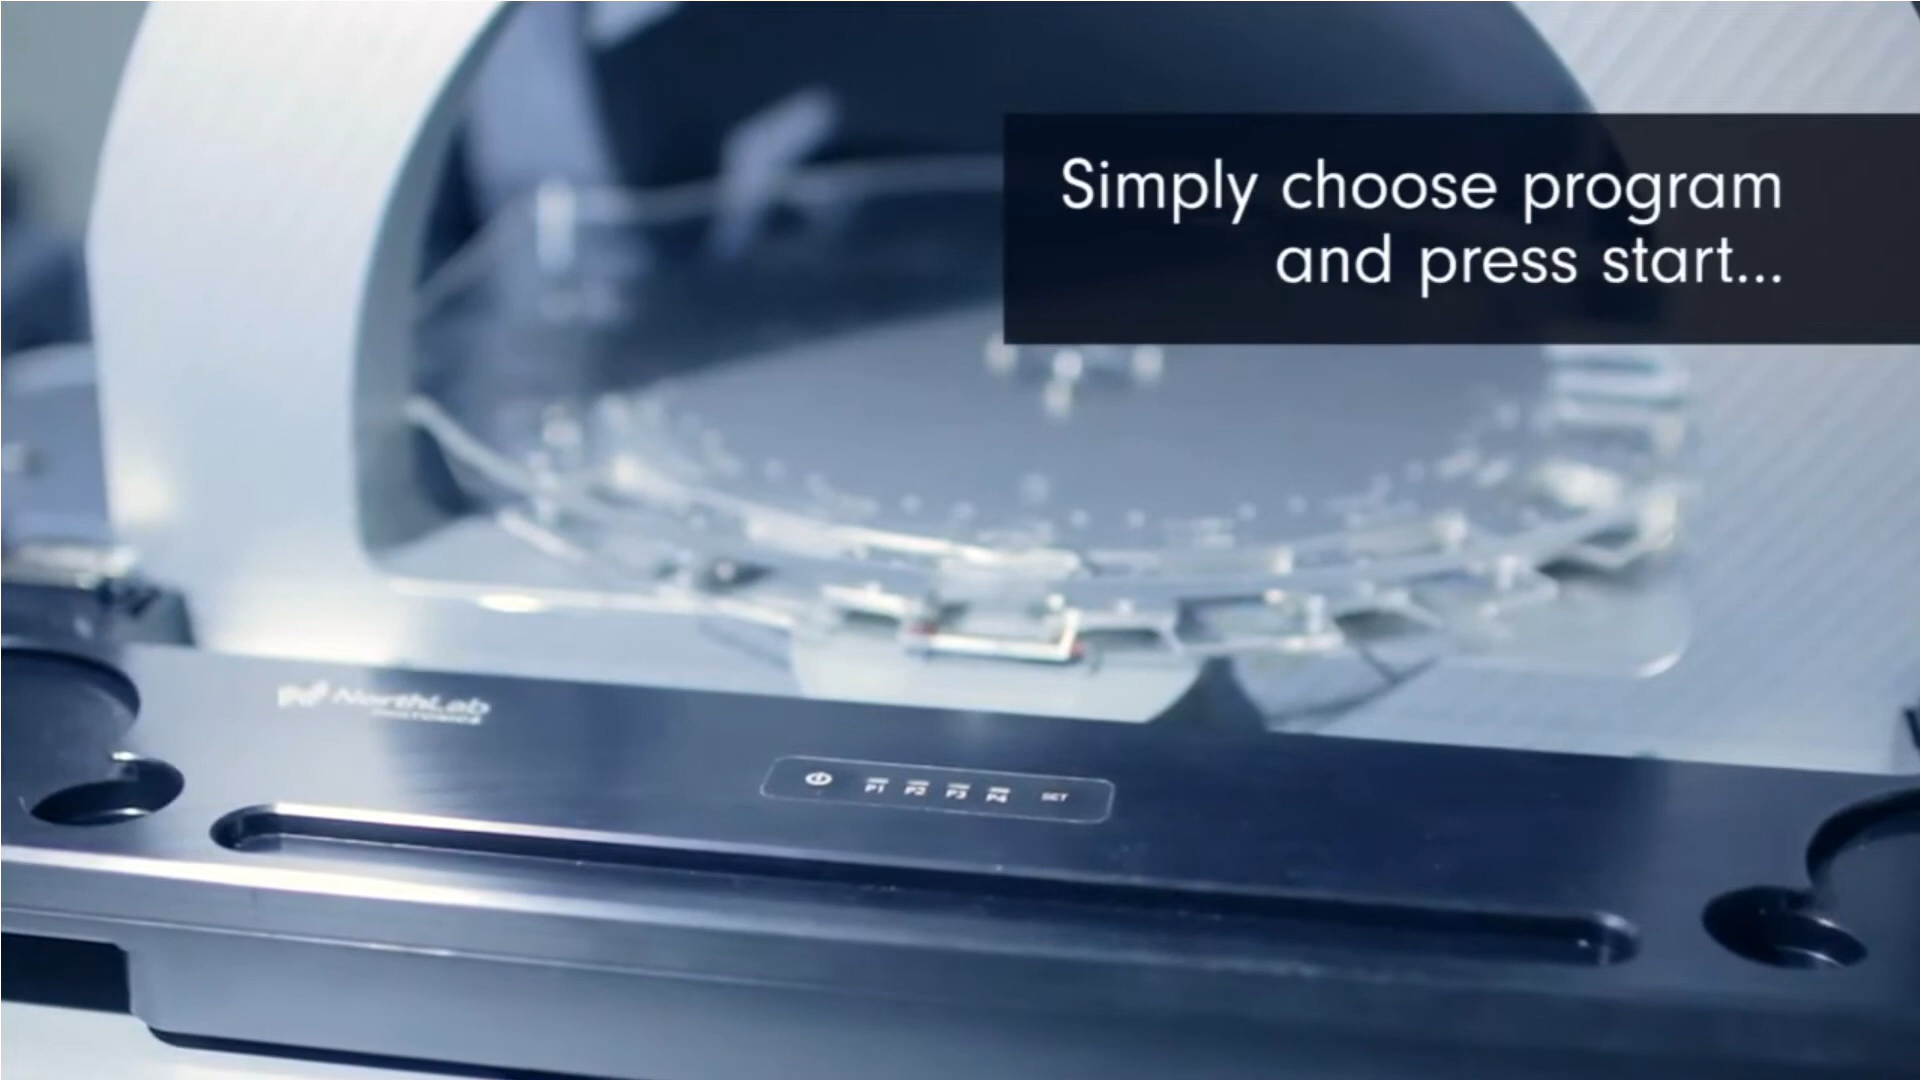 Simply choose program
and press start...
NorthLab
P1 P2 P3 P4 SET